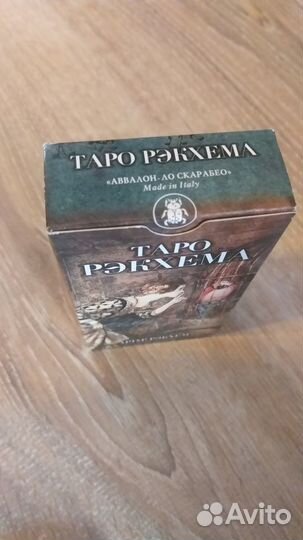 ТАРО РЭКХЕМА
«АВВАЛОН-ЛО СКАРАБЕО»
Made in Italy
ТАРО
РЭКХЕМА
Avito